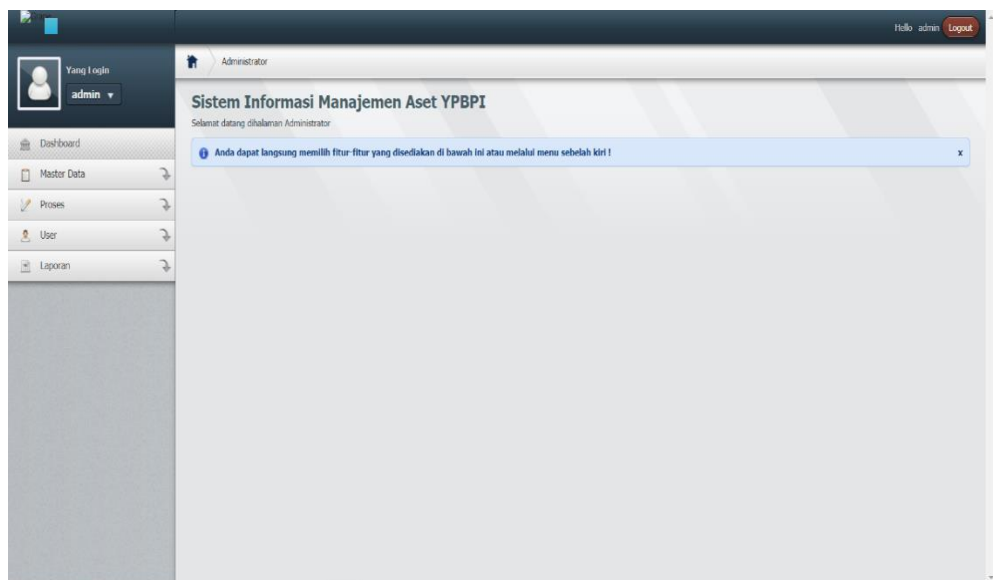 Hello admin Logout
Yang Login
admin
Administrator
Sistem Informasi Manajemen Aset YPBPI
Selamat datang dihalaman Administrator
Anda dapat langsung memilih fitur-fitur yang disediakan di bawah ini atau melalui menu sebelah kiri !
x
Dashboard
Master Data
Proses
User
Laporan